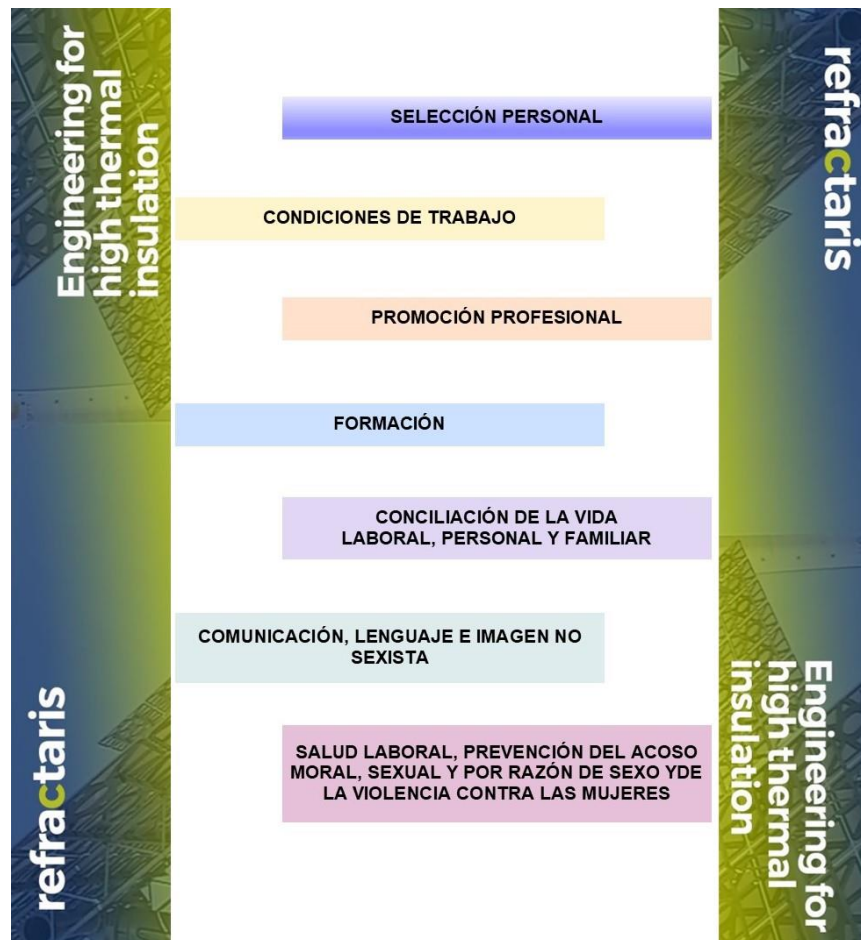 Engineering for
high thermal
insulation
refractaris
SELECCIÓN PERSONAL
CONDICIONES DE TRABAJO
PROMOCIÓN PROFESIONAL
FORMACIÓN
CONCILIACIÓN DE LA VIDA
LABORAL, PERSONAL Y FAMILIAR
COMUNICACIÓN, LENGUAJE E IMAGEN NO
SEXISTA
SALUD LABORAL, PREVENCIÓN DEL ACOSO
MORAL, SEXUAL Y POR RAZÓN DE SEXO YDE
LA VIOLENCIA CONTRA LAS MUJERES
refractaris
Engineering for
high thermal
insulation